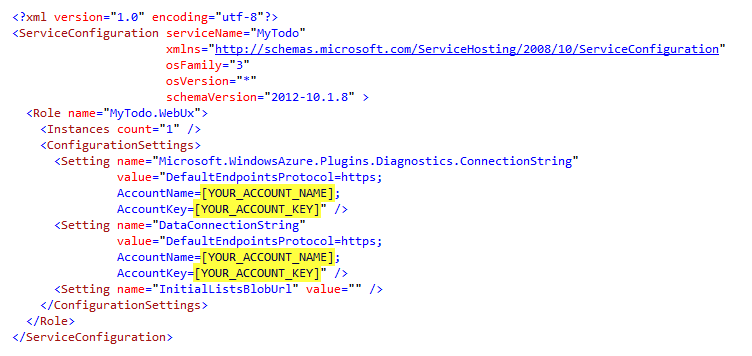 <?xml version="1.0" encoding="utf-8"?>
<ServiceConfiguration serviceName="MyTodo"
xmlns="http://schemas.microsoft.com/ServiceHosting/2008/10/ServiceConfiguration"
osFamily="3"
osVersion="*"
schemaVersion="2012-10.1.8" >
<Role name="MyTodo.WebUx">
<Instances count="1" />
<ConfigurationSettings>
<Setting name="Microsoft.WindowsAzure.Plugins.Diagnostics.ConnectionString"
value="DefaultEndpointsProtocol=https;
AccountName=[YOUR_ACCOUNT_NAME];
AccountKey=[YOUR_ACCOUNT_KEY]" />
<Setting name="DataConnectionString"
value="DefaultEndpointsProtocol=https;
AccountName=[YOUR_ACCOUNT_NAME];
AccountKey=[YOUR_ACCOUNT_KEY]" />
<Setting name="InitialListsBlobUrl" value="" />
</ConfigurationSettings>
</Role>
</ServiceConfiguration>